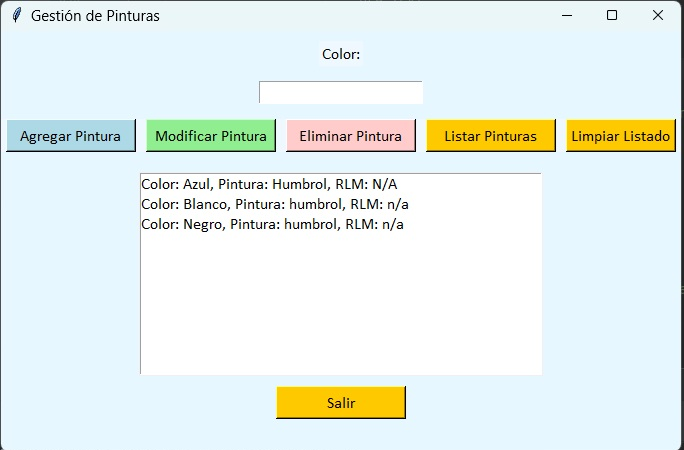 Gestión de Pinturas
Color:
Agregar Pintura Modificar Pintura Eliminar Pintura Listar Pinturas Limpiar Listado
Color: Azul, Pintura: Humbrol, RLM: N/A
Color: Blanco, Pintura: humbrol, RLM: n/a
Color: Negro, Pintura: humbrol, RLM: n/a
Salir